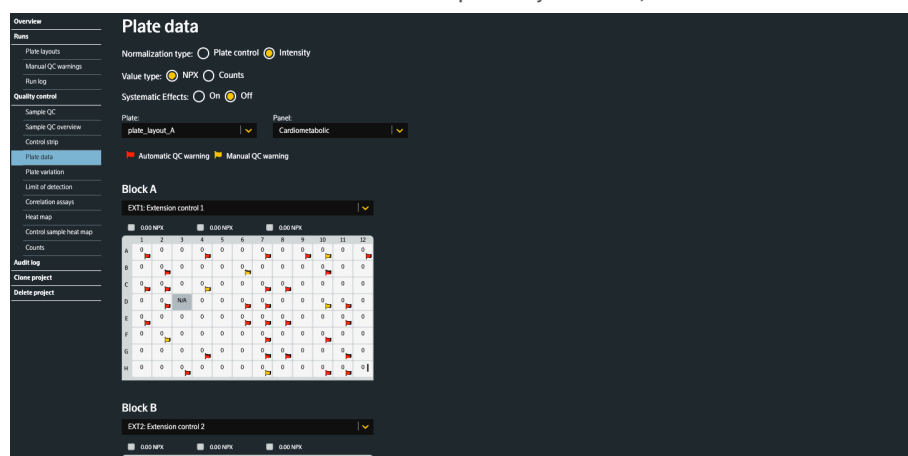 Overview
Runs
Plate layouts
Manual QC warnings
Run log
Quality control
Sample QC
Sample QC overview
Control strip
Plate data
Plate variation
Limit of detection
Correlation assays
Heat map
Control sample heat map
Counts
Audit log
Clone project
Delete project
Plate data
Normalization type: Plate control Intensity
Value type: NPX Counts
Systematic Effects: On Off
Plate: Panel:
plate_layout_A Cardiometabolic
Automatic QC warning Manual QC warning
Block A
EXT1: Extension control 1
0.00 NPX 0.00 NPX 0.00 NPX
1 2 3 4 5 6 7 8 9 10 11 12
A 0 0 0 0 0 0 0 0 0 0 0 0
B 0 0 0 0 0 0 0 0 0 0 0 0
C 0 0 0 0 0 0 0 0 0 0 0 0
D 0 0 N/A 0 0 0 0 0 0 0 0 0
E 0 0 0 0 0 0 0 0 0 0 0 0
F 0 0 0 0 0 0 0 0 0 0 0 0
G 0 0 0 0 0 0 0 0 0 0 0 0
H 0 0 0 0 0 0 0 0 0 0 0 0
Block B
EXT2: Extension control 2
0.00 NPX 0.00 NPX 0.00 NPX